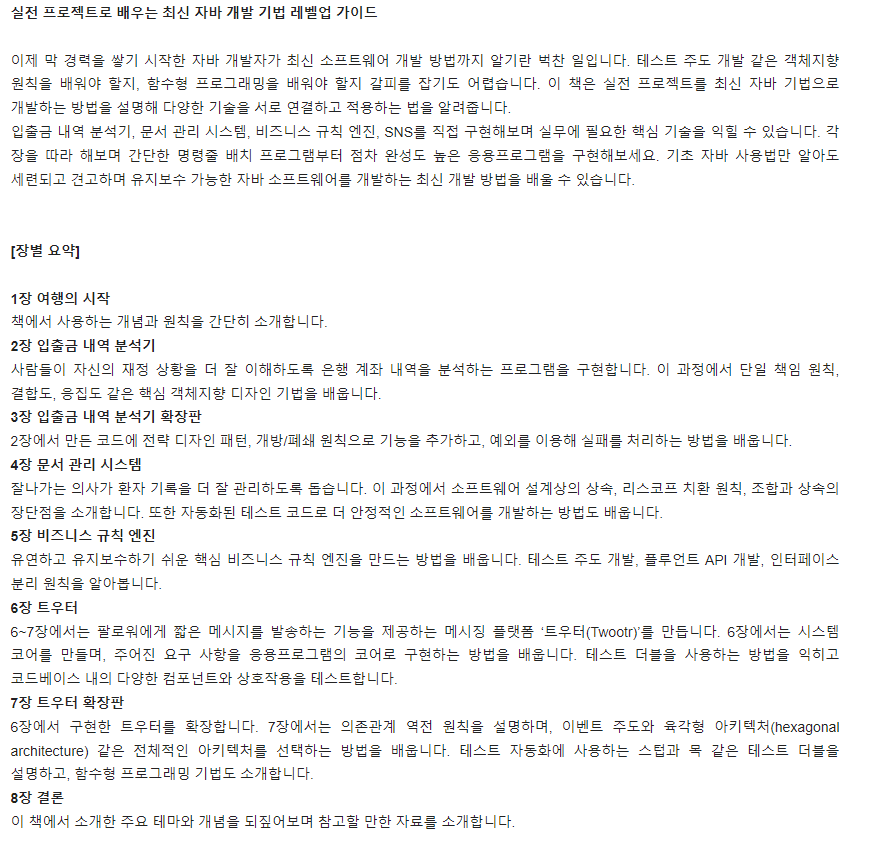 실전 프로젝트로 배우는 최신 자바 개발 기법 레벨업 가이드
이제 막 경력을 쌓기 시작한 자바 개발자가 최신 소프트웨어 개발 방법까지 알기란 벅찬 일입니다. 테스트 주도 개발 같은 객체지향
원칙을 배워야 할지, 함수형 프로그래밍을 배워야 할지 갈피를 잡기도 어렵습니다. 이 책은 실전 프로젝트를 최신 자바 기법으로
개발하는 방법을 설명해 다양한 기술을 서로 연결하고 적용하는 법을 알려줍니다.
입출금 내역 분석기, 문서 관리 시스템, 비즈니스 규칙 엔진, SNS를 직접 구현해보며 실무에 필요한 핵심 기술을 익힐 수 있습니다. 각
장을 따라 해보며 간단한 명령줄 배치 프로그램부터 점차 완성도 높은 응용프로그램을 구현해보세요. 기초 자바 사용법만 알아도
세련되고 견고하며 유지보수 가능한 자바 소프트웨어를 개발하는 최신 개발 방법을 배울 수 있습니다.
[장별 요약]
1장 여행의 시작
책에서 사용하는 개념과 원칙을 간단히 소개합니다.
2장 입출금 내역 분석기
사람들이 자신의 재정 상황을 더 잘 이해하도록 은행 계좌 내역을 분석하는 프로그램을 구현합니다. 이 과정에서 단일 책임 원칙,
결합도, 응집도 같은 핵심 객체지향 디자인 기법을 배웁니다.
3장 입출금 내역 분석기 확장판
2장에서 만든 코드에 전략 디자인 패턴, 개방/폐쇄 원칙으로 기능을 추가하고, 예외를 이용해 실패를 처리하는 방법을 배웁니다.
4장 문서 관리 시스템
잘나가는 의사가 환자 기록을 더 잘 관리하도록 돕습니다. 이 과정에서 소프트웨어 설계상의 상속, 리스코프 치환 원칙, 조합과 상속의
장단점을 소개합니다. 또한 자동화된 테스트 코드로 더 안정적인 소프트웨어를 개발하는 방법도 배웁니다.
5장 비즈니스 규칙 엔진
유연하고 유지보수하기 쉬운 핵심 비즈니스 규칙 엔진을 만드는 방법을 배웁니다. 테스트 주도 개발, 플루언트 API 개발, 인터페이스
분리 원칙을 알아봅니다.
6장 트우터
6~7장에서는 팔로워에게 짧은 메시지를 발송하는 기능을 제공하는 메시징 플랫폼 ‘트우터(Twootr)’를 만듭니다. 6장에서는 시스템
코어를 만들며, 주어진 요구 사항을 응용프로그램의 코어로 구현하는 방법을 배웁니다. 테스트 더블을 사용하는 방법을 익히고
코드베이스 내의 다양한 컴포넌트와 상호작용을 테스트합니다.
7장 트우터 확장판
6장에서 구현한 트우터를 확장합니다. 7장에서는 의존관계 역전 원칙을 설명하며, 이벤트 주도와 육각형 아키텍처(hexagonal
architecture) 같은 전체적인 아키텍처를 선택하는 방법을 배웁니다. 테스트 자동화에 사용하는 스텁과 목 같은 테스트 더블을
설명하고, 함수형 프로그래밍 기법도 소개합니다.
8장 결론
이 책에서 소개한 주요 테마와 개념을 되짚어보며 참고할 만한 자료를 소개합니다.